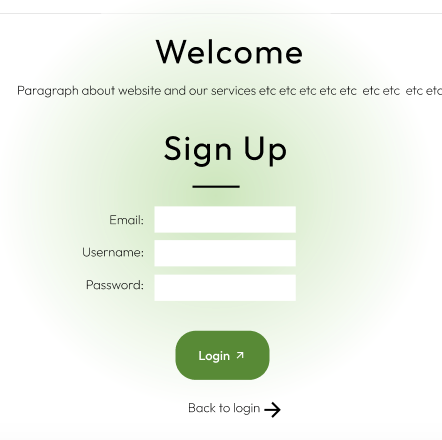 Welcome
Paragraph about website and our services etc etc etc etc etc etc etc etc etc
Sign Up
Email:
Username:
Password:
Login
Back to login